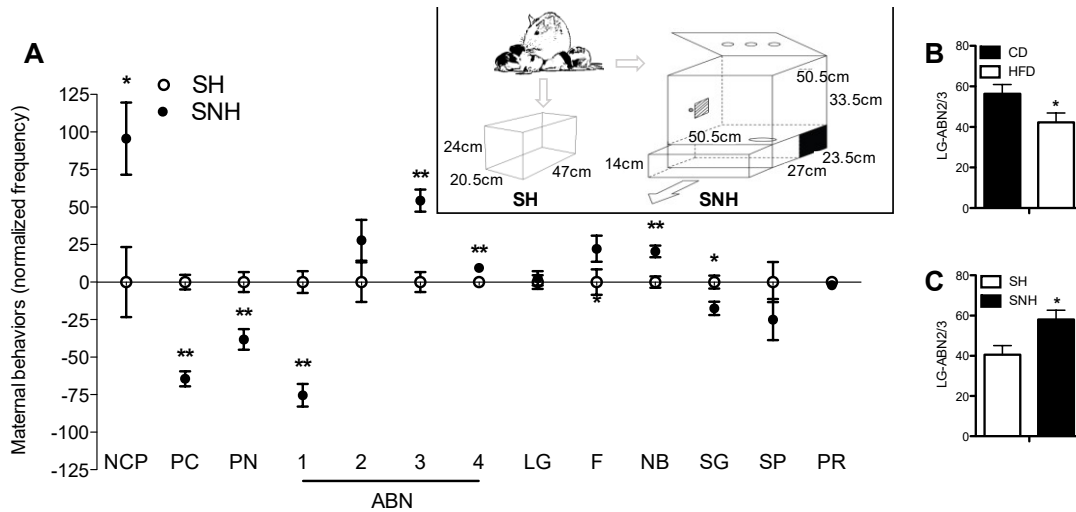 A
SH
SNH
Maternal behaviors (normalized frequency)
125
100
75
50
25
0
-25
-50
-75
-100
-125
*
**
**
**
**
**
*
**
*
NCP PC PN 1 2 3 4 LG F NB SG SP PR
ABN
24cm
20.5cm
47cm
SH
50.5cm
33.5cm
50.5cm
14cm
23.5cm
27cm
SNH
B
CD
HFD
LG-ABN2/3
80
60
40
20
0
*
C
SH
SNH
LG-ABN2/3
80
60
40
20
0
*